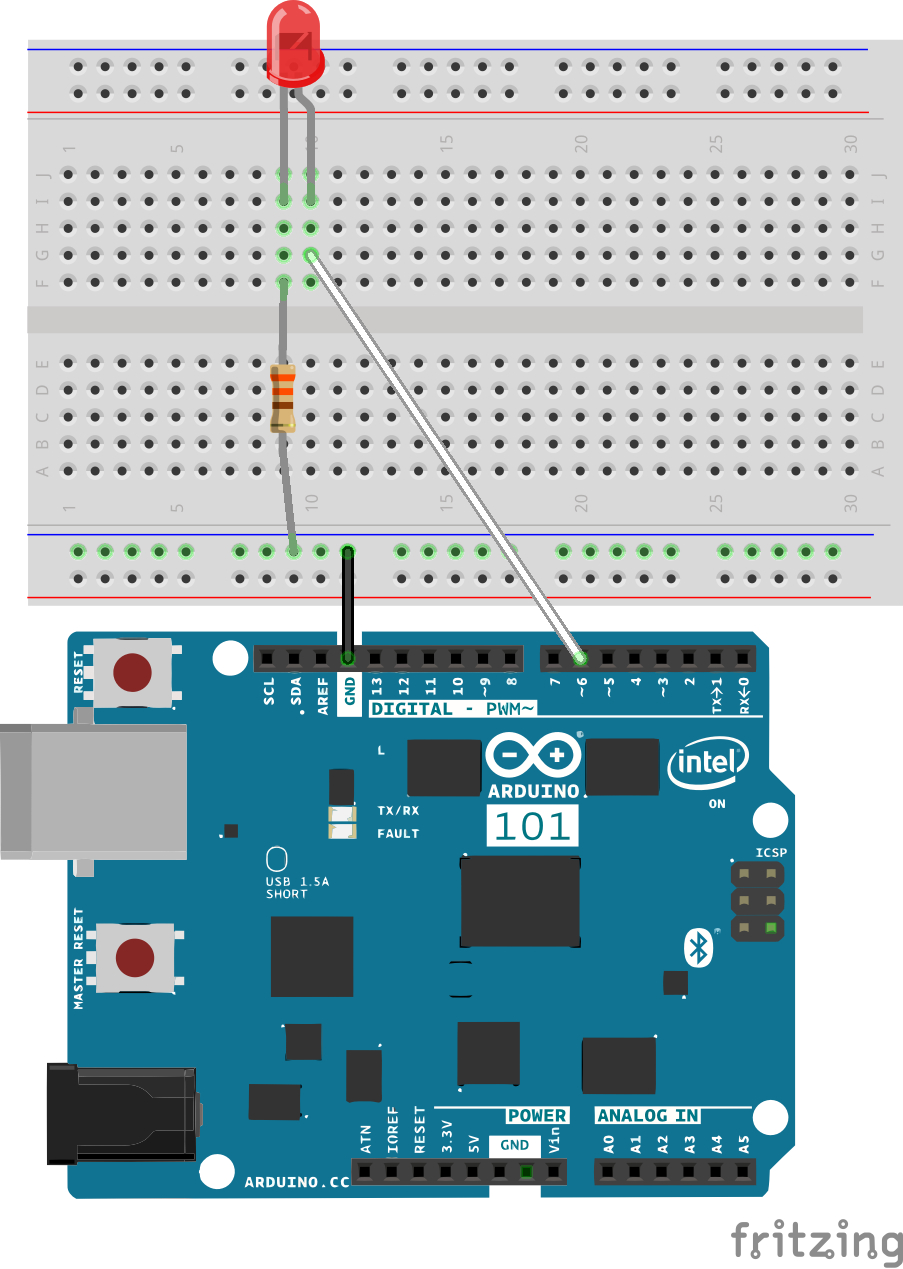 1 5 10 15 20 25 30
J J
I I
H H
G G
F F
E E
D D
C C
B B
A A
1 5 10 15 20 25 30
RESET
SCL SDA AREF GND 13 12 11 10 ~9 8 7 ~6 ~5 4 ~3 2 TX→1 RX←0
DIGITAL - PWM~
L
intel
ARDUINO
ON
TX/RX
101
FAULT
ICSP
USB 1.5A
SHORT
MASTER RESET
POWER ANALOG IN
ATN IOREF RESET 3.3V 5V GND Vin A0 A1 A2 A3 A4 A5
ARDUINO.CC
fritzing